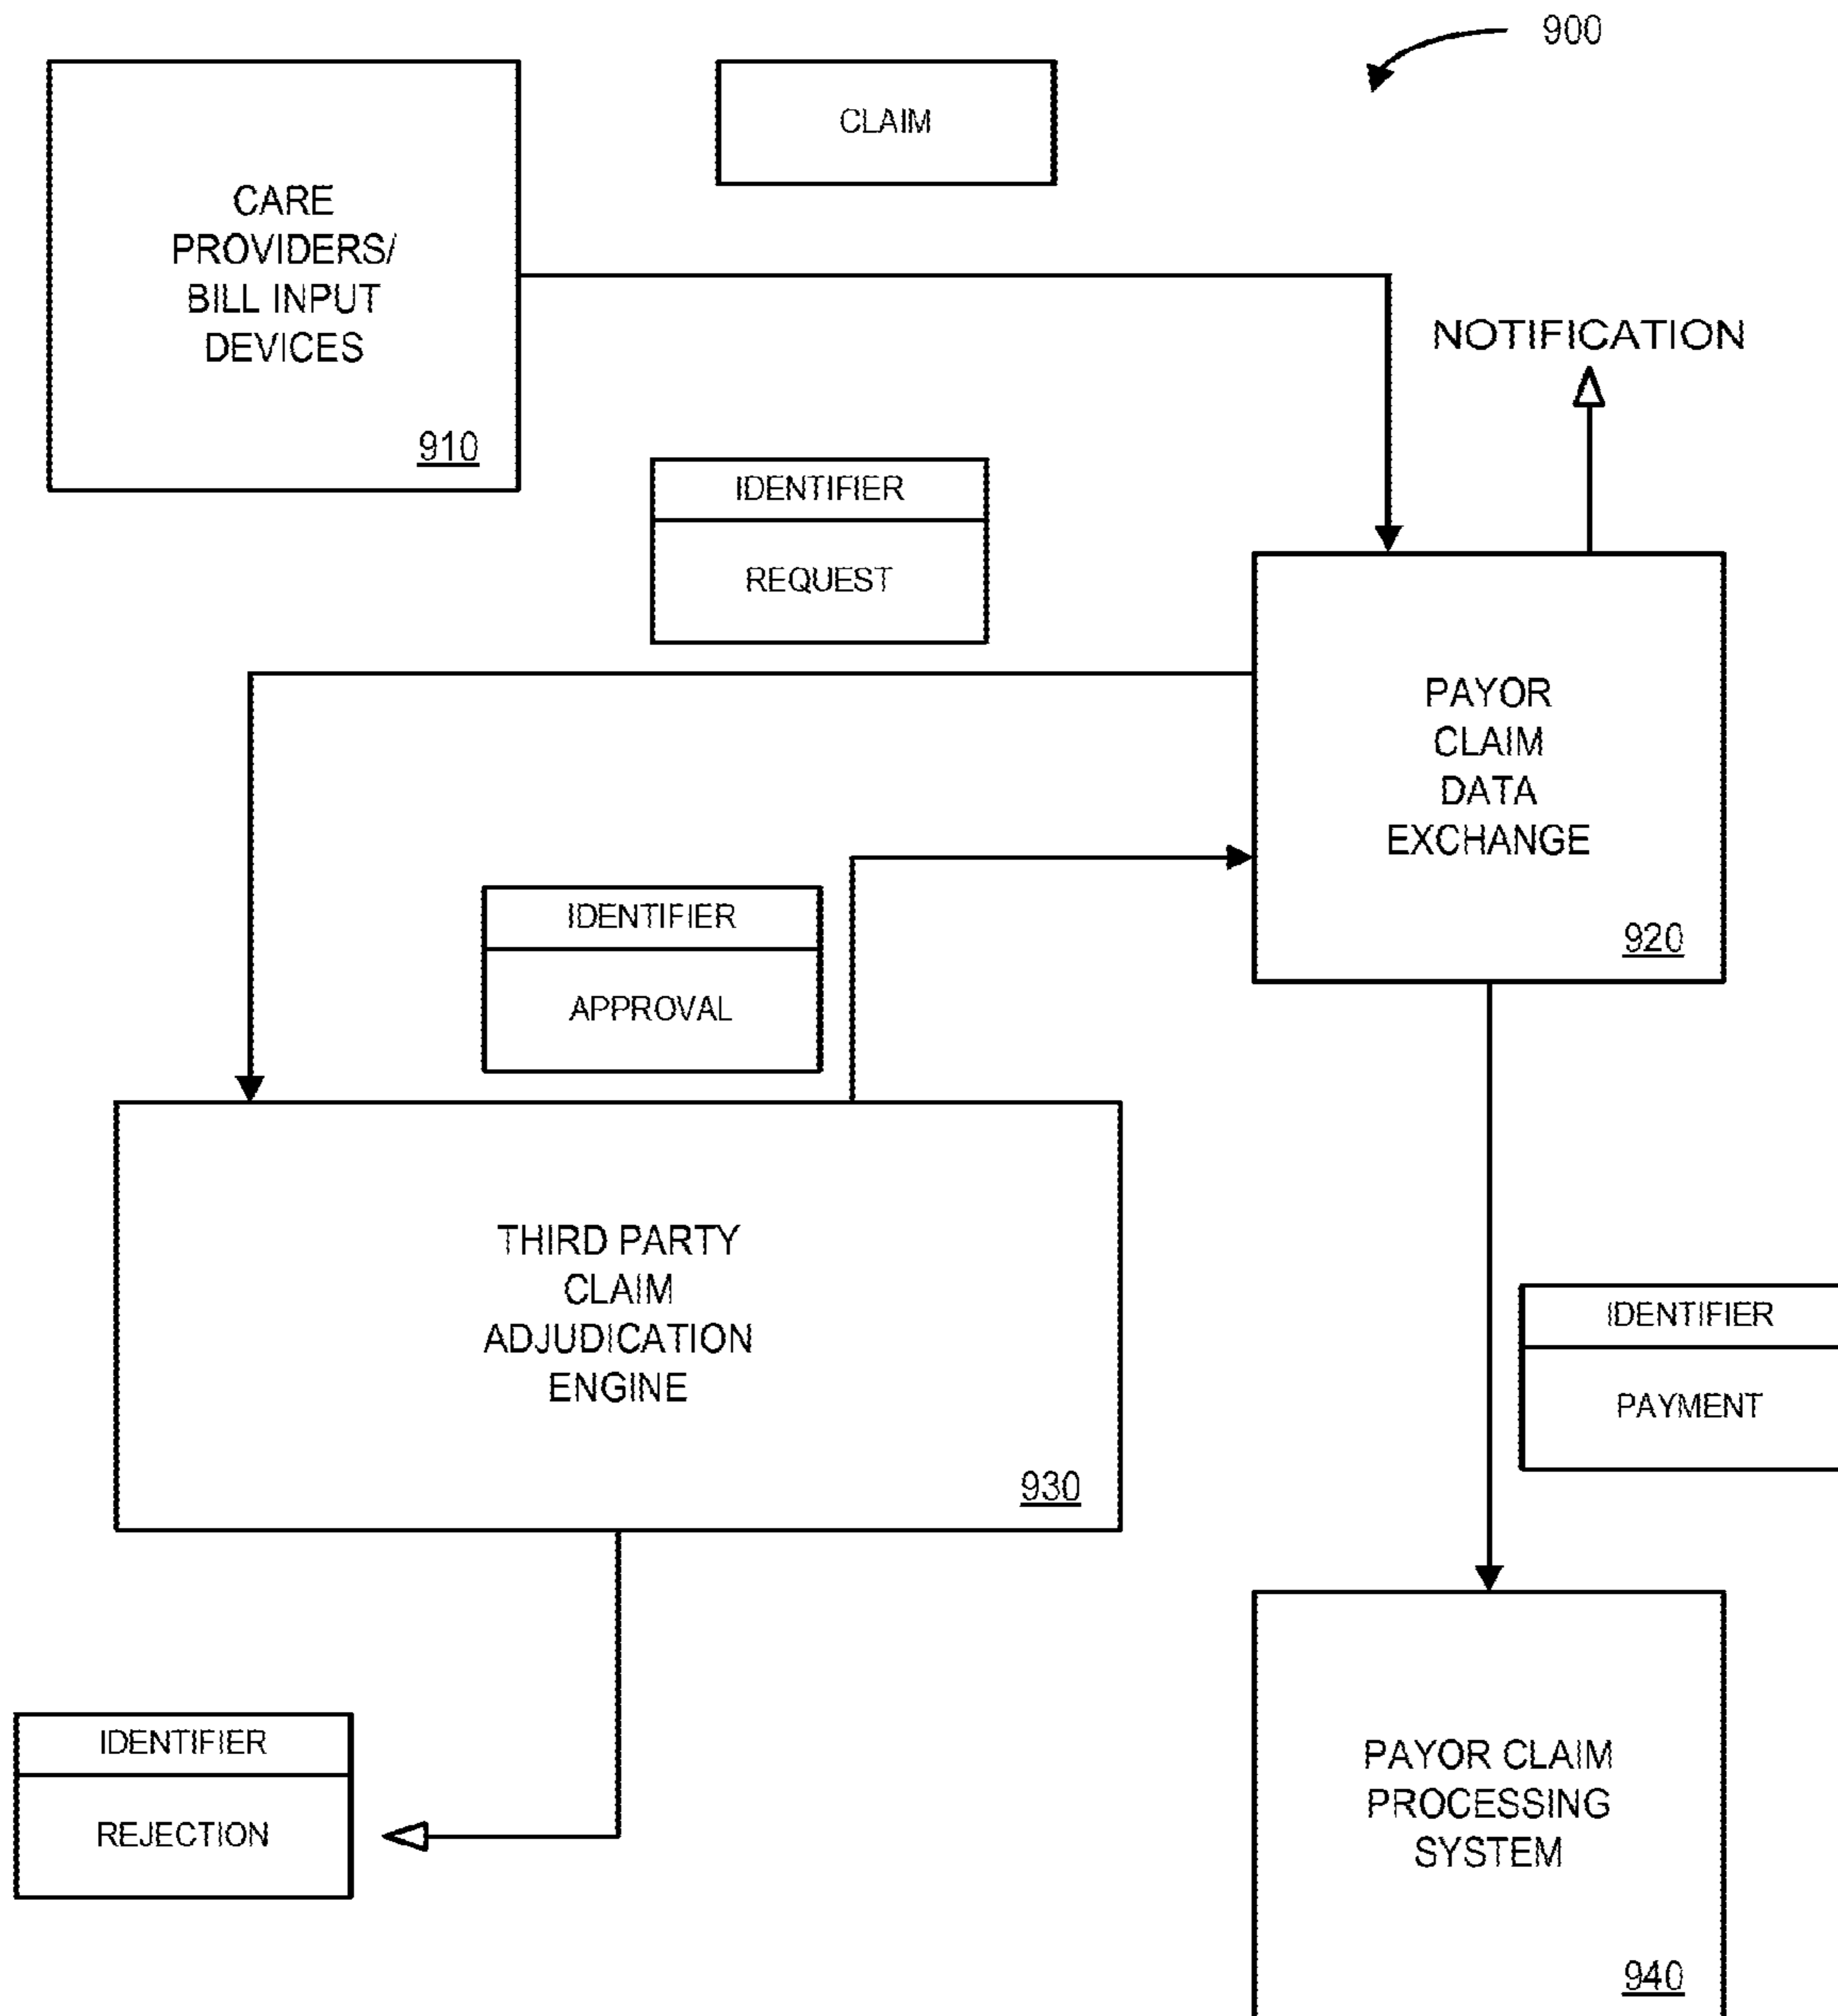 900
CARE
PROVIDERS/
BILL INPUT
DEVICES
910
CLAIM
NOTIFICATION
IDENTIFIER
REQUEST
PAYOR
CLAIM
DATA
EXCHANGE
920
IDENTIFIER
APPROVAL
THIRD PARTY
CLAIM
ADJUDICATION
ENGINE
930
IDENTIFIER
PAYMENT
IDENTIFIER
REJECTION
PAYOR CLAIM
PROCESSING
SYSTEM
940